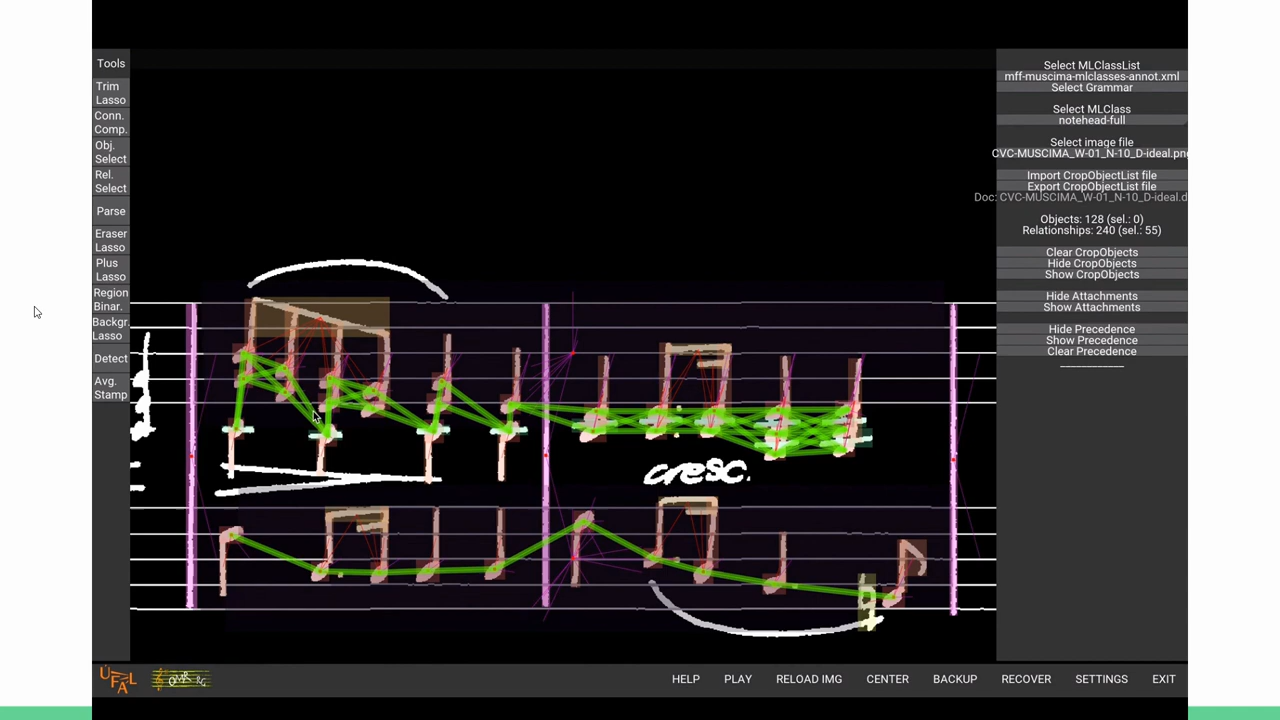 Tools
Trim
Lasso
Conn.
Comp.
Obj.
Select
Rel.
Select
Parse
Eraser
Lasso
Plus
Lasso
Region
Binar.
Backgr.
Lasso
Detect
Avg.
Stamp
cresc.
Select MLClassList
mff-muscima-mlclasses-annot.xml
Select Grammar
Select MLClass
notehead-full
Select image file
CVC-MUSCIMA_W-01_N-10_D-ideal.png
Import CropObjectList file
Export CropObjectList file
Doc: CVC-MUSCIMA_W-01_N-10_D-ideal.d
Objects: 128 (sel.: 0)
Relationships: 240 (sel.: 55)
Clear CropObjects
Hide CropObjects
Show CropObjects
Hide Attachments
Show Attachments
Hide Precedence
Show Precedence
Clear Precedence
____________
ÚFAL
HELP PLAY RELOAD IMG CENTER BACKUP RECOVER SETTINGS EXIT